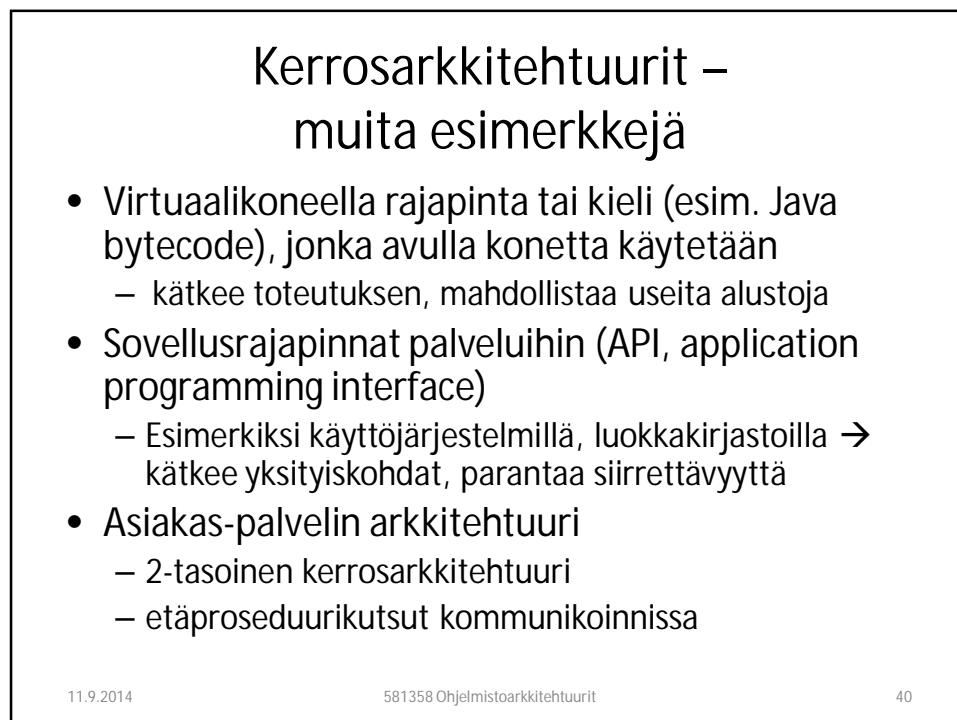 Kerrosarkkitehtuurit –
muita esimerkkejä
• Virtuaalikoneella rajapinta tai kieli (esim. Java
bytecode), jonka avulla konetta käytetään
– kätkee toteutuksen, mahdollistaa useita alustoja
• Sovellusrajapinnat palveluihin (API, application
programming interface)
– Esimerkiksi käyttöjärjestelmillä, luokkakirjastoilla →
kätkee yksityiskohdat, parantaa siirrettävyyttä
• Asiakas-palvelin arkkitehtuuri
– 2-tasoinen kerrosarkkitehtuuri
– etäproseduurikutsut kommunikoinnissa
11.9.2014 581358 Ohjelmistoarkkitehtuurit 40